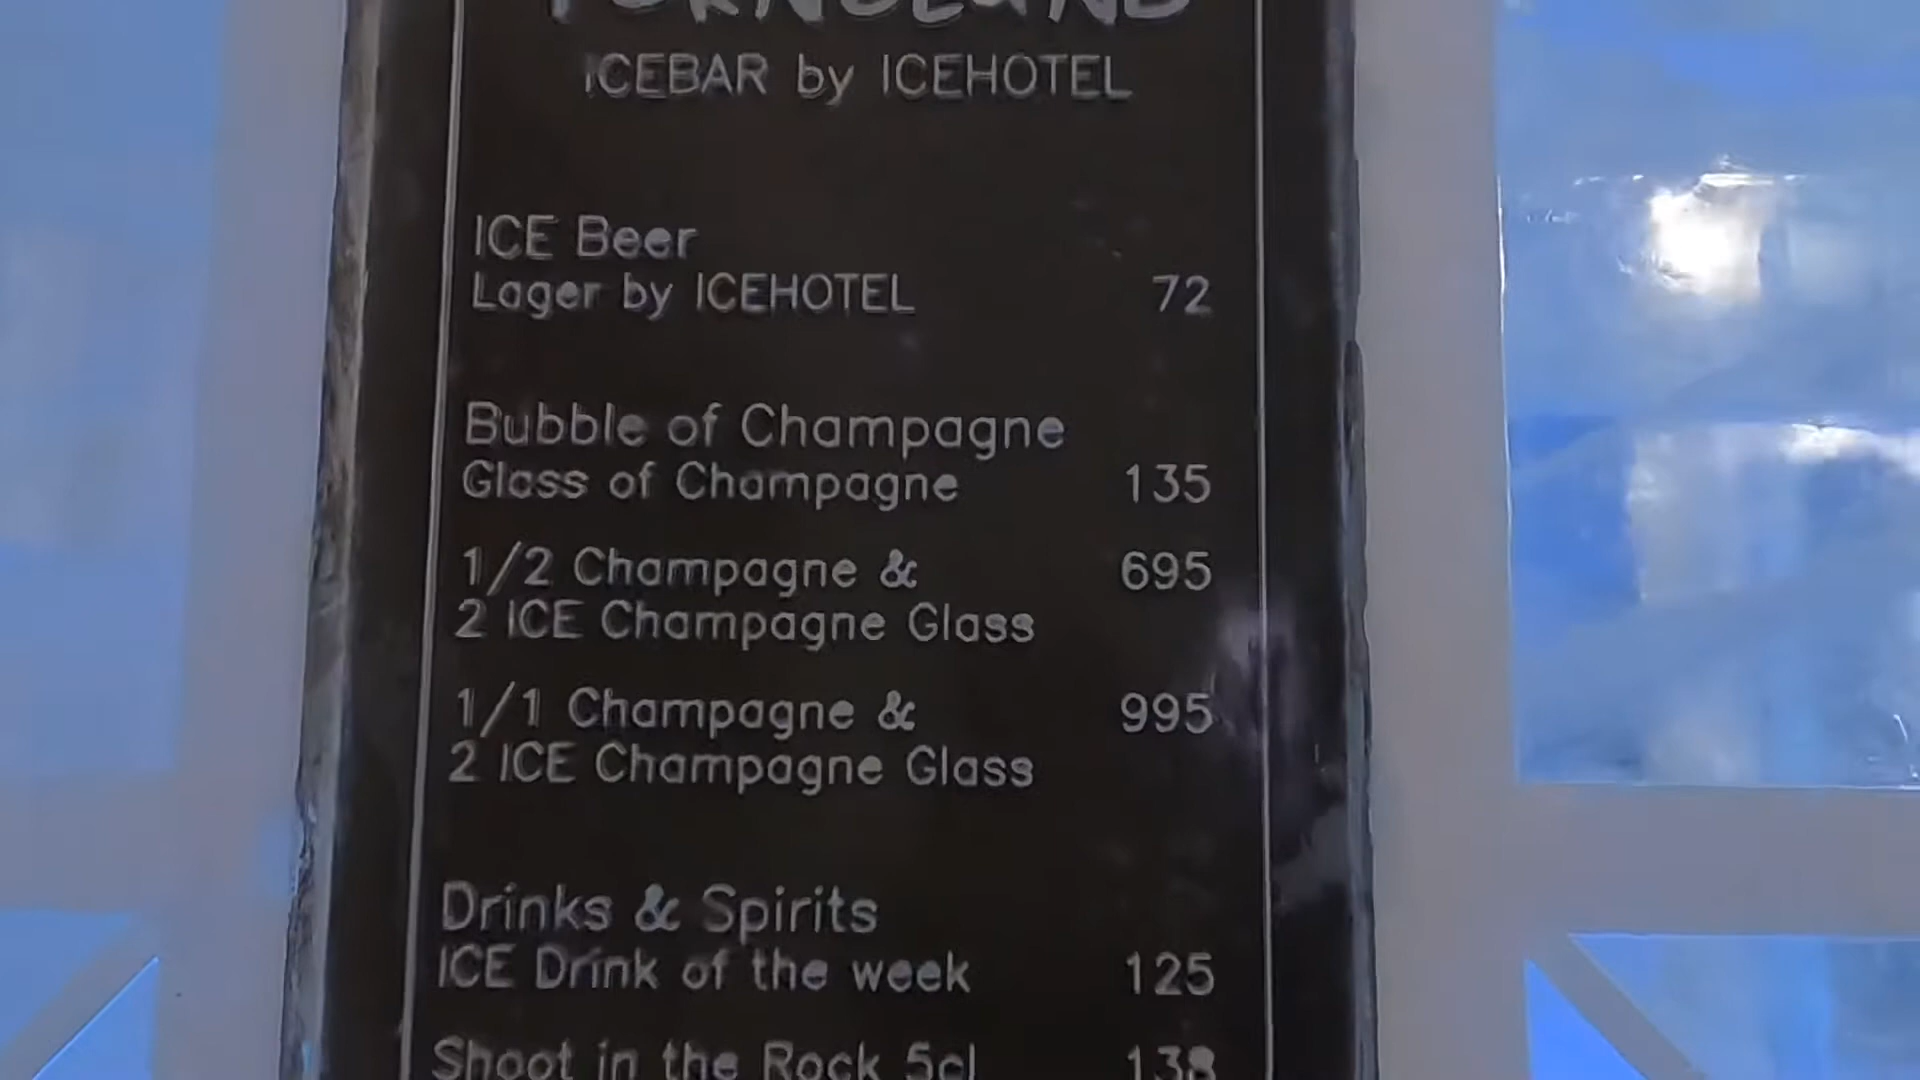 ICEBAR by ICEHOTEL
ICE Beer
Lager by ICEHOTEL 72
Bubble of Champagne
Glass of Champagne 135
1/2 Champagne & 695
2 ICE Champagne Glass
1/1 Champagne & 995
2 ICE Champagne Glass
Drinks & Spirits
ICE Drink of the week 125
Shoot in the Rock 5cl 138